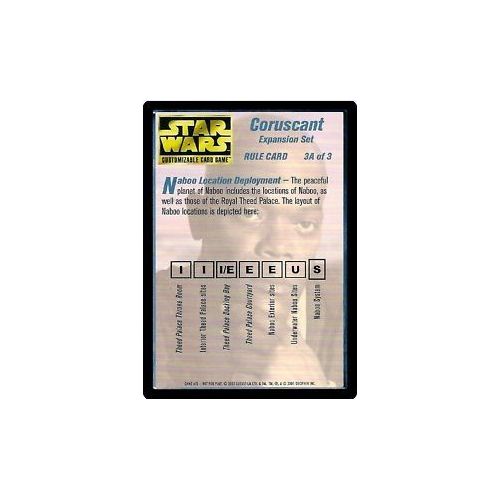 STAR
WARS
CUSTOMIZABLE CARD GAME™
Coruscant
Expansion Set
RULE CARD 3A of 3
Naboo Location Deployment – The peaceful
planet of Naboo includes the locations of Naboo, as
well as those of the Royal Theed Palace. The layout of
Naboo locations is depicted here:
I I I/E E E U S
Theed Palace Throne Room
Interior Theed Palace sites
Theed Palace Docking Bay
Theed Palace Courtyard
Naboo Exterior sites
Underwater Naboo Sites
Naboo System